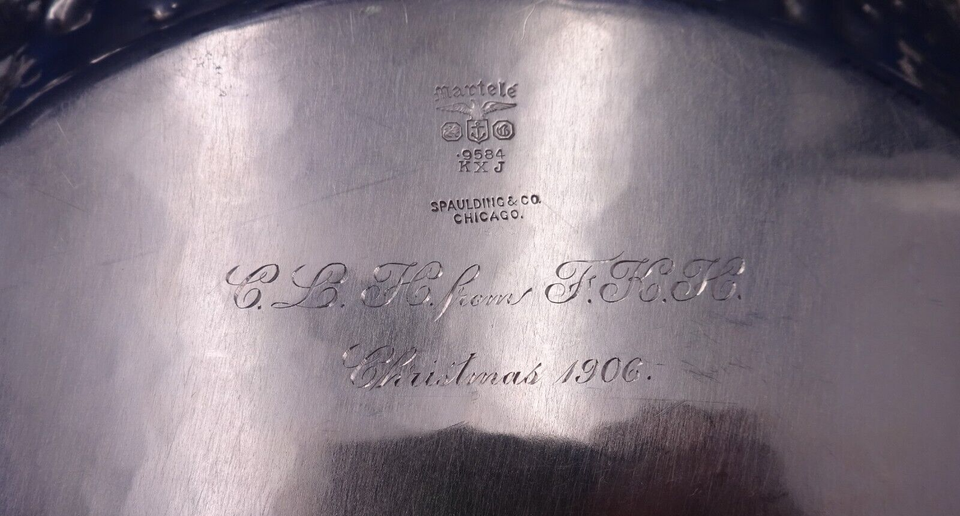 martelé
.9584
KXJ
SPAULDING & CO.
CHICAGO.
C. L. H. from F. K. H.
Christmas 1906.